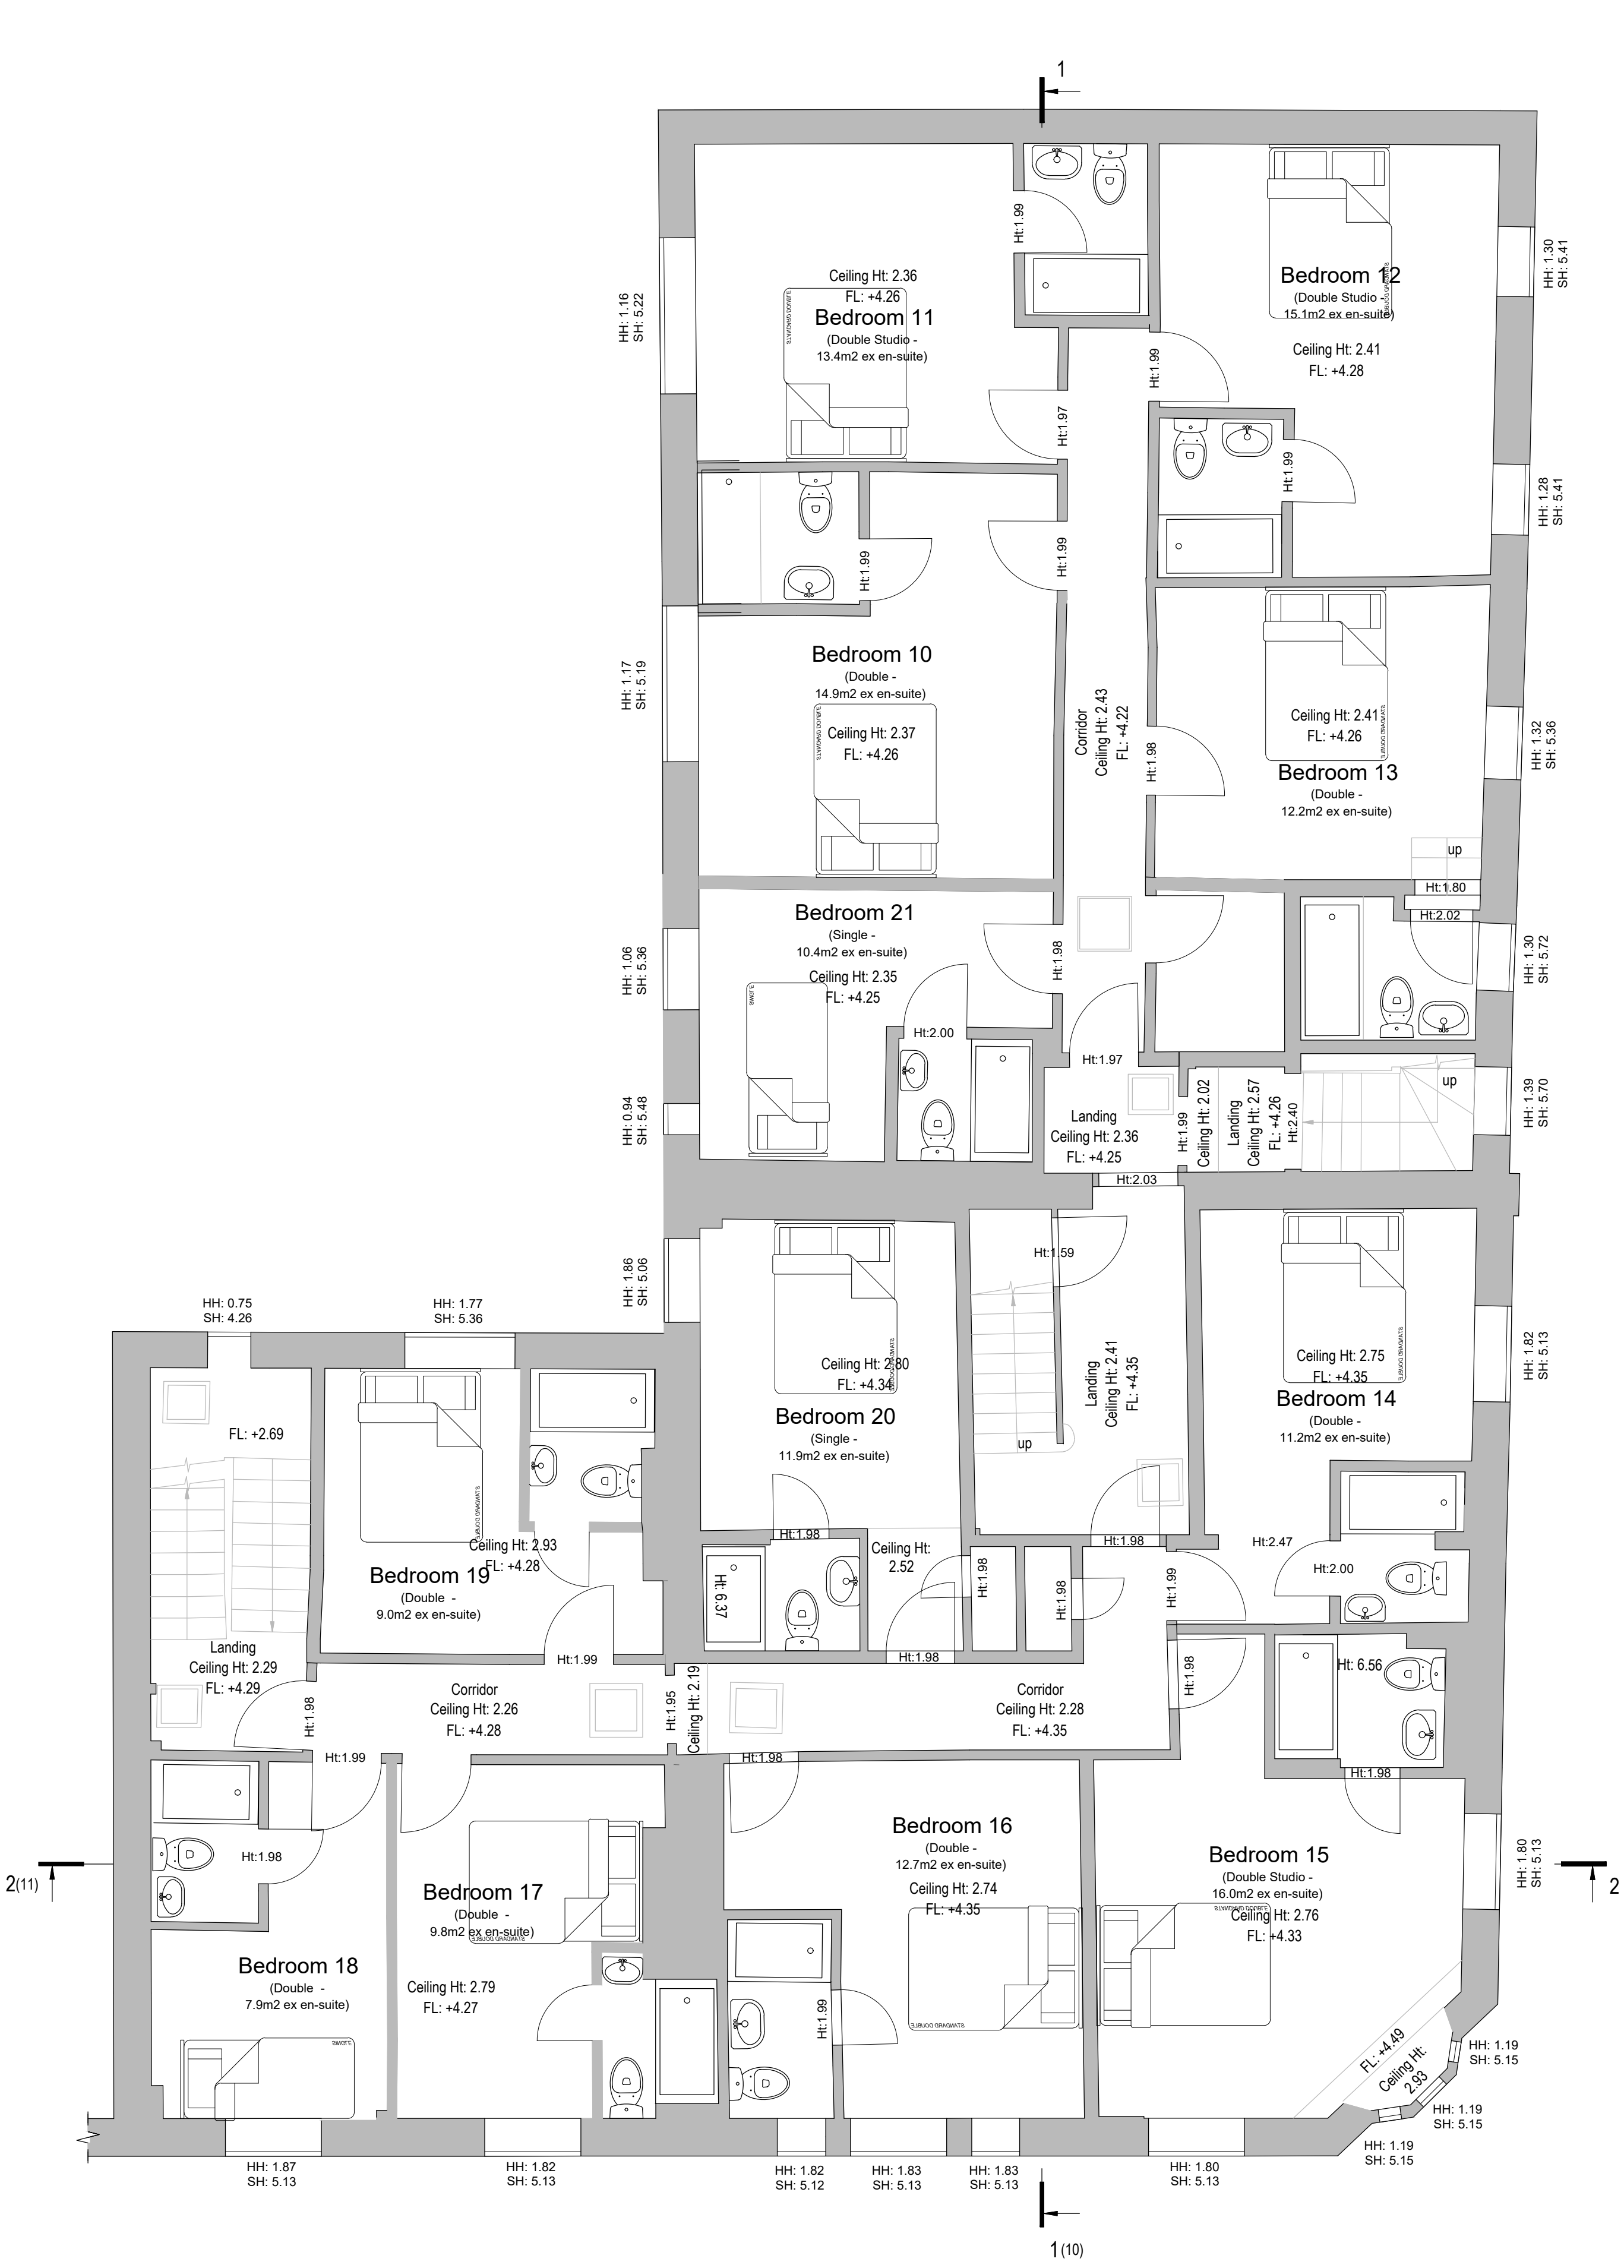 1
Ht:1.99
HH: 1.16
SH: 5.22
Ceiling Ht: 2.36
FL: +4.26
Bedroom 11
(Double Studio -
13.4m2 ex en-suite)
STANDARD DOUBLE
Bedroom 12
(Double Studio -
15.1m2 ex en-suite)
STANDARD DOUBLE
Ceiling Ht: 2.41
FL: +4.28
HH: 1.30
SH: 5.41
Ht:1.99
Ht:1.97
Ht:1.99
HH: 1.28
SH: 5.41
Ht:1.99
Ht:1.99
HH: 1.17
SH: 5.19
Bedroom 10
(Double -
14.9m2 ex en-suite)
STANDARD DOUBLE
Ceiling Ht: 2.37
FL: +4.26
Corridor
Ceiling Ht: 2.43
FL: +4.22
Ht:1.98
Ceiling Ht: 2.41
FL: +4.26
STANDARD DOUBLE
Bedroom 13
(Double -
12.2m2 ex en-suite)
HH: 1.32
SH: 5.36
up
Ht:1.80
Ht:2.02
Bedroom 21
(Single -
10.4m2 ex en-suite)
Ceiling Ht: 2.35
FL: +4.25
SINGLE
HH: 1.06
SH: 5.36
Ht:1.98
HH: 1.30
SH: 5.72
Ht:2.00
Ht:1.97
HH: 0.94
SH: 5.48
Landing
Ceiling Ht: 2.36
FL: +4.25
Ht:1.99
Ceiling Ht: 2.02
Landing
Ceiling Ht: 2.57
FL: +4.26
Ht:2.40
up
HH: 1.39
SH: 5.70
Ht:2.03
HH: 1.86
SH: 5.06
Ht:1.59
HH: 0.75
SH: 4.26
HH: 1.77
SH: 5.36
Ceiling Ht: 2.80
FL: +4.34
STANDARD DOUBLE
Bedroom 20
(Single -
11.9m2 ex en-suite)
Landing
Ceiling Ht: 2.41
FL: +4.35
up
Ceiling Ht: 2.75
FL: +4.35
STANDARD DOUBLE
Bedroom 14
(Double -
11.2m2 ex en-suite)
HH: 1.82
SH: 5.13
FL: +2.69
STANDARD DOUBLE
Ceiling Ht: 2.93
FL: +4.28
Bedroom 19
(Double -
9.0m2 ex en-suite)
Ht:1.98
Ceiling Ht:
2.52
Ht: 6.37
Ht:1.98
Ht:1.98
Ht:1.98
Ht:1.99
Ht:2.47
Ht:2.00
Landing
Ceiling Ht: 2.29
FL: +4.29
Ht:1.99
Ht:1.98
Ht:1.98
Corridor
Ceiling Ht: 2.26
FL: +4.28
Ht:1.95
Ceiling Ht: 2.19
Corridor
Ceiling Ht: 2.28
FL: +4.35
Ht:1.98
Ht: 6.56
Ht:1.99
Ht:1.98
Ht:1.98
Bedroom 16
(Double -
12.7m2 ex en-suite)
Ceiling Ht: 2.74
FL: +4.35
STANDARD DOUBLE
Bedroom 15
(Double Studio -
16.0m2 ex en-suite)
STANDARD DOUBLE
Ceiling Ht: 2.76
FL: +4.33
HH: 1.80
SH: 5.13
2(11)
2
Ht:1.98
Bedroom 17
(Double -
9.8m2 ex en-suite)
STANDARD DOUBLE
Ceiling Ht: 2.79
FL: +4.27
Bedroom 18
(Double -
7.9m2 ex en-suite)
SINGLE
Ht:1.99
FL: +4.49
Ceiling Ht:
2.93
HH: 1.19
SH: 5.15
HH: 1.19
SH: 5.15
HH: 1.19
SH: 5.15
HH: 1.87
SH: 5.13
HH: 1.82
SH: 5.13
HH: 1.82
SH: 5.12
HH: 1.83
SH: 5.13
HH: 1.83
SH: 5.13
HH: 1.80
SH: 5.13
1(10)